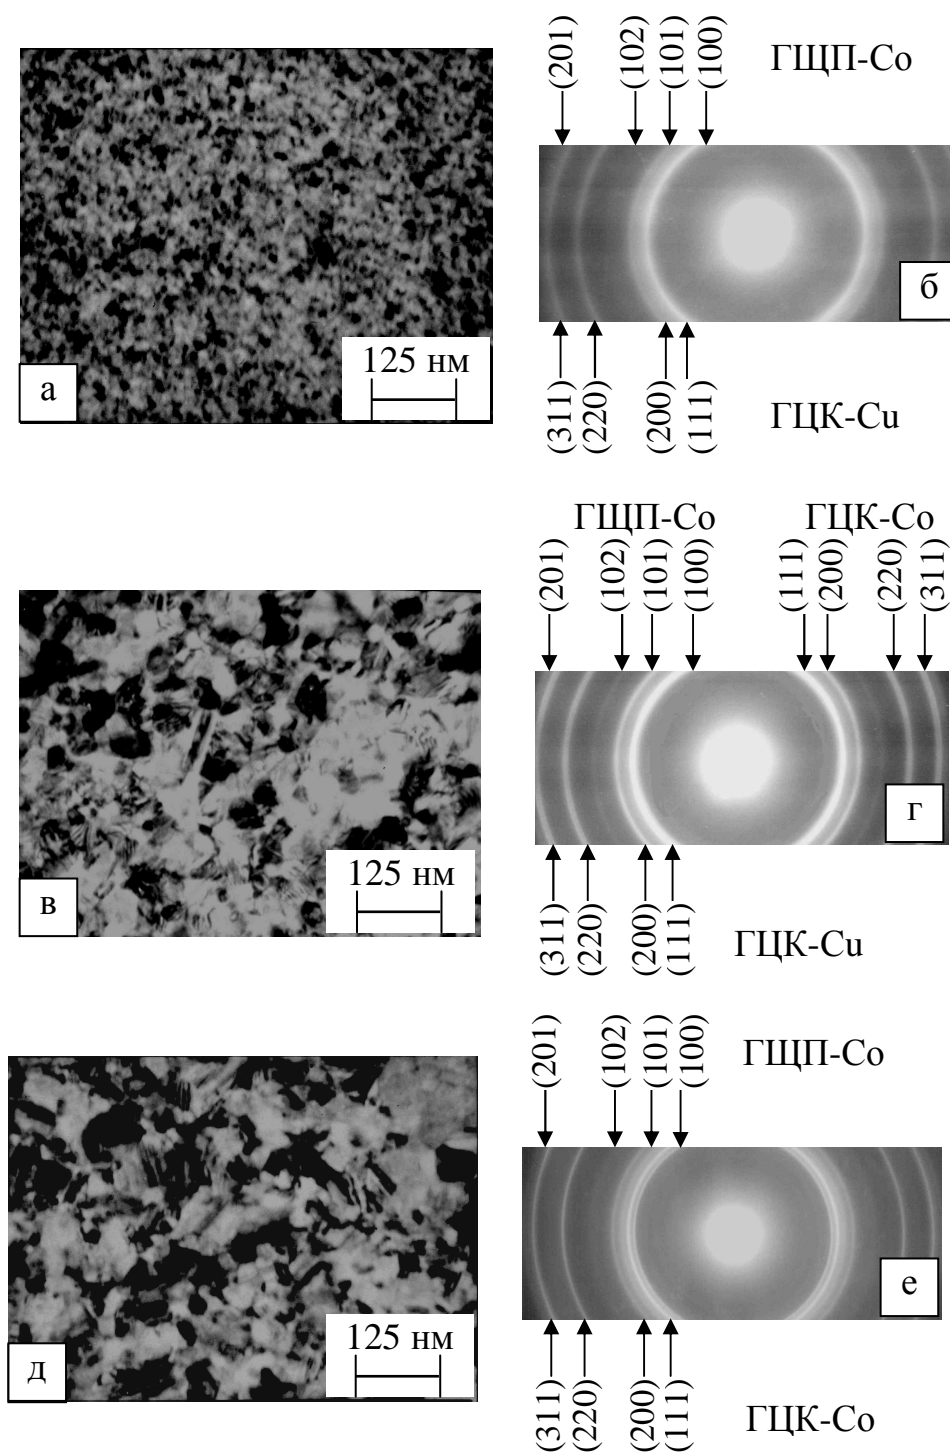 (201) (102) (101) (100) ГЩП-Co
125 нм
а
б
(311) (220) (200) (111) ГЦК-Cu
ГЩП-Co ГЦК-Co
(201) (102) (101) (100) (111) (200) (220) (311)
125 нм
в
г
(311) (220) (200) (111) ГЦК-Cu
(201) (102) (101) (100) ГЩП-Co
125 нм
д
е
(311) (220) (200) (111) ГЦК-Co